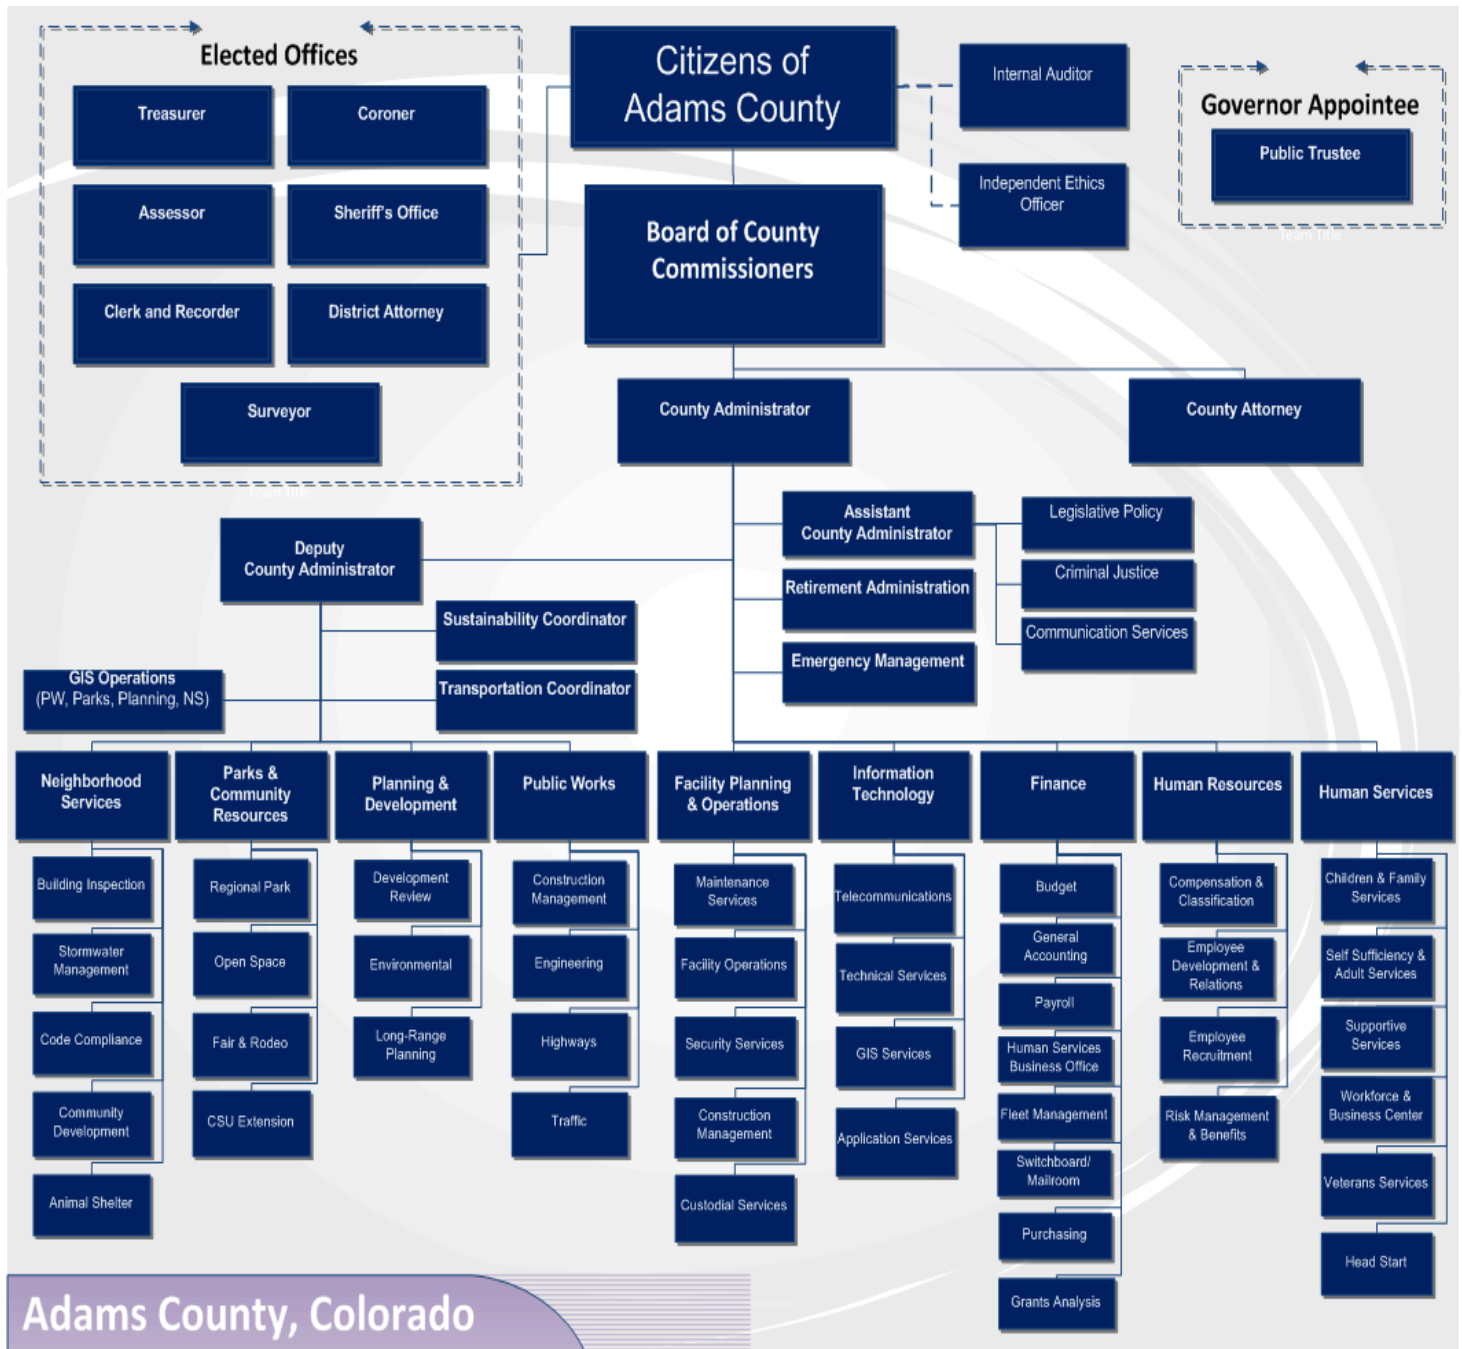 Elected Offices
Treasurer
Coroner
Assessor
Sheriff's Office
Clerk and Recorder
District Attorney
Surveyor
Team Title
Citizens of
Adams County
Internal Auditor
Independent Ethics
Officer
Governor Appointee
Public Trustee
Team Title
Board of County
Commissioners
County Administrator
County Attorney
Assistant
County Administrator
Legislative Policy
Criminal Justice
Communication Services
Retirement Administration
Emergency Management
Deputy
County Administrator
Sustainability Coordinator
GIS Operations
(PW, Parks, Planning, NS)
Transportation Coordinator
Neighborhood
Services
Building Inspection
Stormwater
Management
Code Compliance
Community
Development
Animal Shelter
Parks &
Community
Resources
Regional Park
Open Space
Fair & Rodeo
CSU Extension
Planning &
Development
Development
Review
Environmental
Long-Range
Planning
Public Works
Construction
Management
Engineering
Highways
Traffic
Facility Planning
& Operations
Maintenance
Services
Facility Operations
Security Services
Construction
Management
Custodial Services
Information
Technology
Telecommunications
Technical Services
GIS Services
Application Services
Finance
Budget
General
Accounting
Payroll
Human Services
Business Office
Fleet Management
Switchboard/
Mailroom
Purchasing
Grants Analysis
Human Resources
Compensation &
Classification
Employee
Development &
Relations
Employee
Recruitment
Risk Management
& Benefits
Human Services
Children & Family
Services
Self Sufficiency &
Adult Services
Supportive
Services
Workforce &
Business Center
Veterans Services
Head Start
Adams County, Colorado